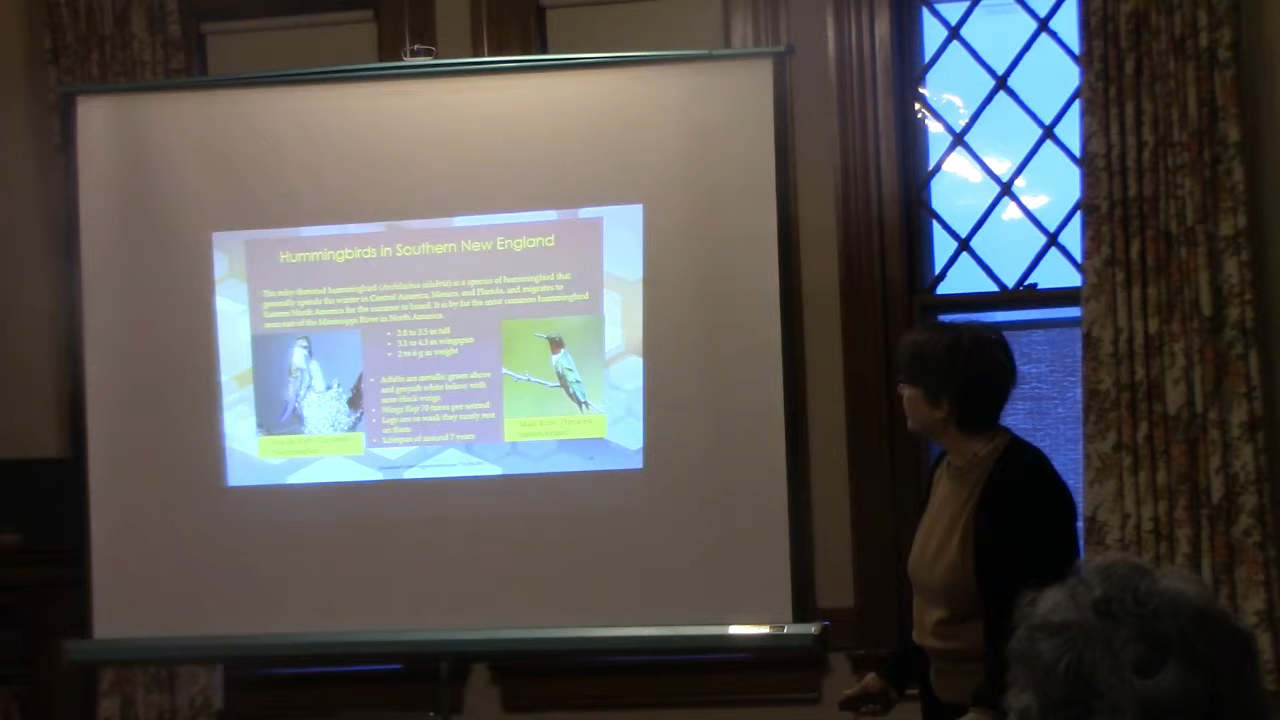 Hummingbirds in Southern New England
The ruby-throated hummingbird (Archilochus colubris) is a species of hummingbird that
generally spends the winter in Central America, Mexico, and Florida, and migrates to
Eastern North America for the summer to breed. It is by far the most common hummingbird
seen east of the Mississippi River in North America.
• 2.8 to 3.5 in tall
• 3.1 to 4.3 in wingspan
• 2 to 6 g in weight
• Adults are metallic green above
and greyish white below with
near-black wings
• Wings flap 70 times per second
• Legs are so weak they rarely
on them
• Lifespan of around 7 years
Ruby-Throated
Male Ruby-Throated